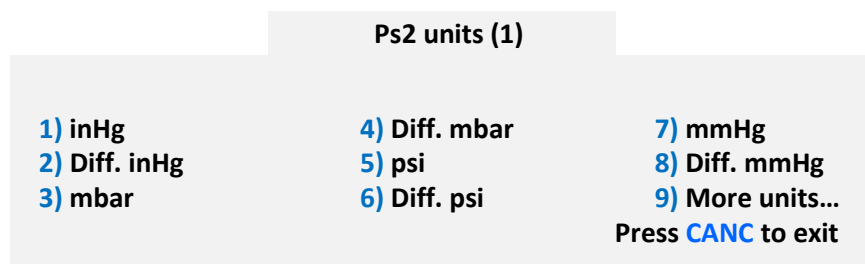 Ps2 units (1)
1) inHg
2) Diff. inHg
3) mbar
4) Diff. mbar
5) psi
6) Diff. psi
7) mmHg
8) Diff. mmHg
9) More units…
Press CANC to exit